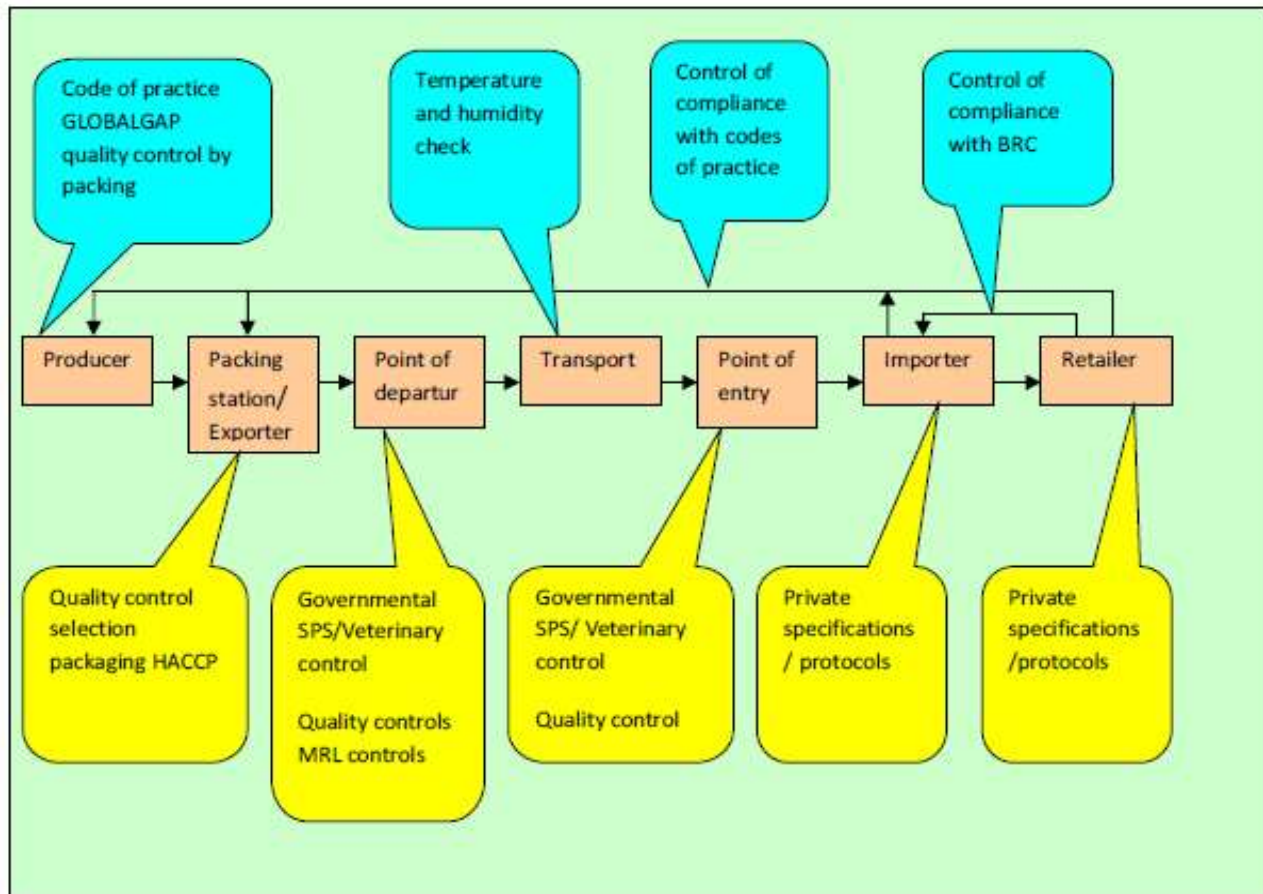 Code of practice
GLOBALGAP
quality control by
packing
Temperature
and humidity
check
Control of
compliance
with codes
of practice
Control of
compliance
with BRC
Producer
Packing
station/
Exporter
Point of
departur
Transport
Point of
entry
Importer
Retailer
Quality control
selection
packaging HACCP
Governmental
SPS/Veterinary
control
Quality controls
MRL controls
Governmental
SPS/ Veterinary
control
Quality control
Private
specifications
/ protocols
Private
specifications
/protocols